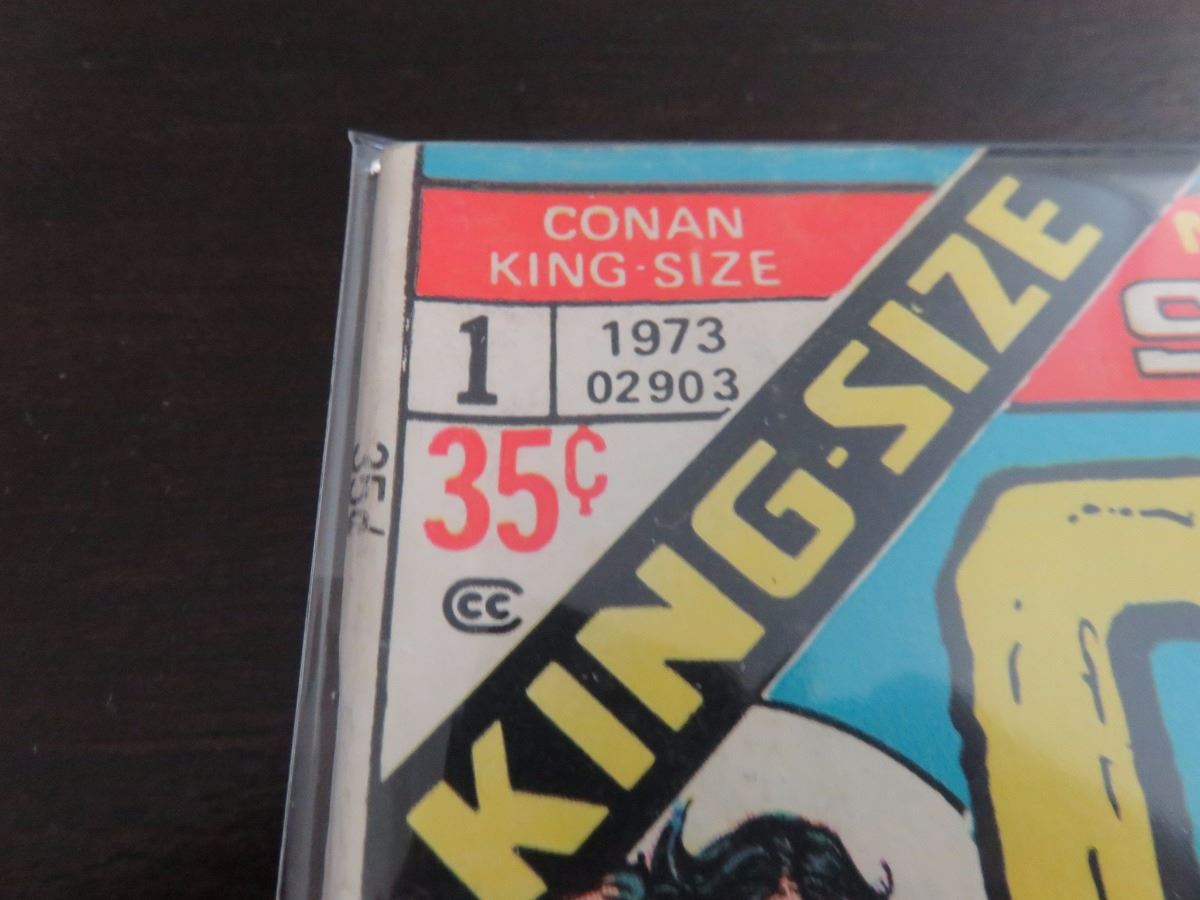 CONAN
KING-SIZE
1
1973
02903
35¢
CC
KING-SIZE
35¢